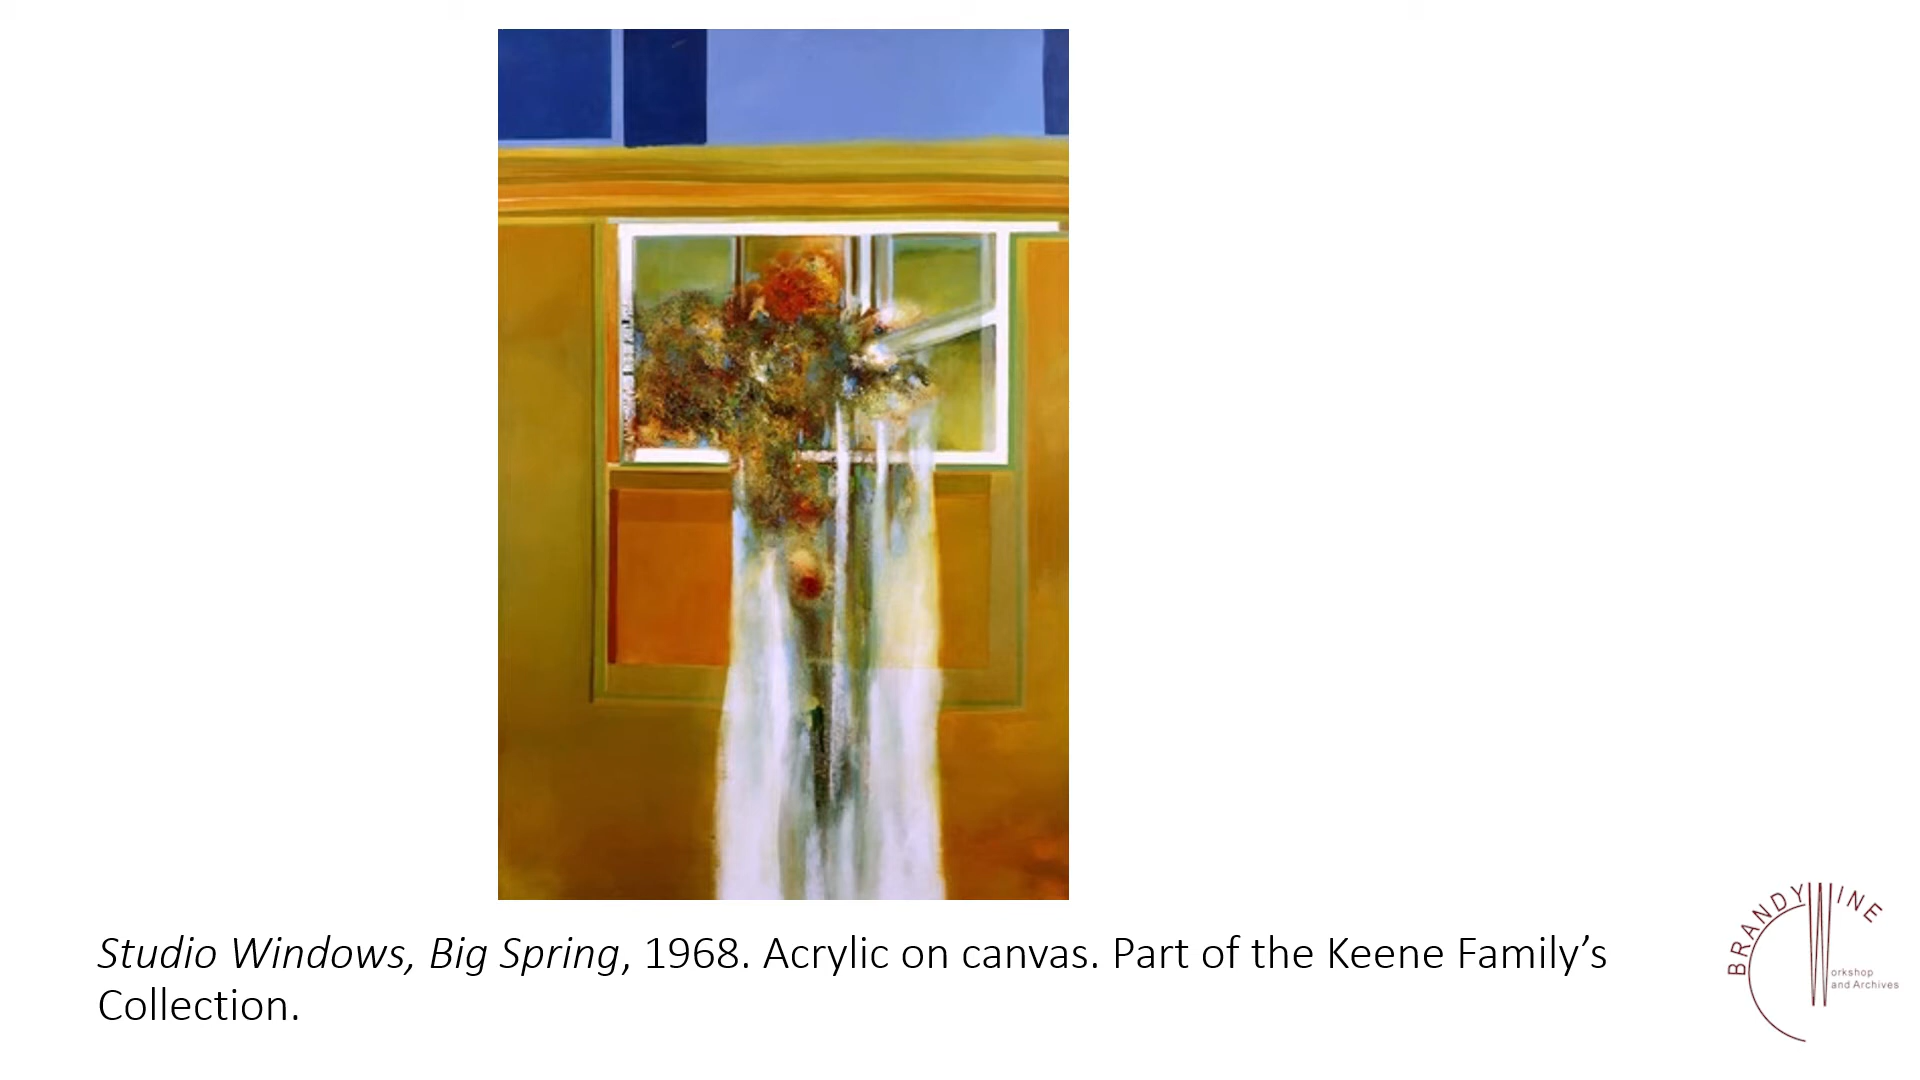 Studio Windows, Big Spring, 1968. Acrylic on canvas. Part of the Keene Family’s
Collection.
BRANDYWINE
orkshop
and Archives